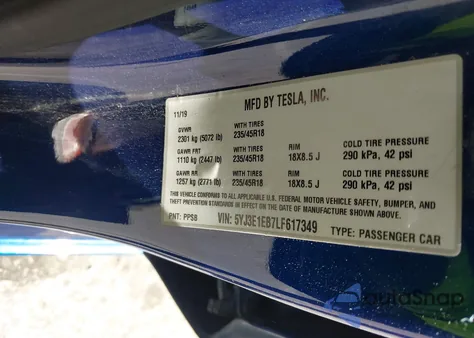 MFD BY TESLA, INC.
11/19
GVWR WITH TIRES
2301 kg (5072 lb) 235/45R18
GAWR FRT WITH TIRES RIM COLD TIRE PRESSURE
1110 kg (2447 lb) 235/45R18 18X8.5 J 290 kPa, 42 psi
GAWR RR WITH TIRES RIM COLD TIRE PRESSURE
1257 kg (2771 lb) 235/45R18 18X8.5 J 290 kPa, 42 psi
THIS VEHICLE CONFORMS TO ALL APPLICABLE U.S. FEDERAL MOTOR VEHICLE SAFETY, BUMPER, AND
THEFT PREVENTION STANDARDS IN EFFECT ON THE DATE OF MANUFACTURE SHOWN ABOVE.
PNT: PPSB VIN: 5YJ3E1EB7LF617349 TYPE: PASSENGER CAR
AutoSnap